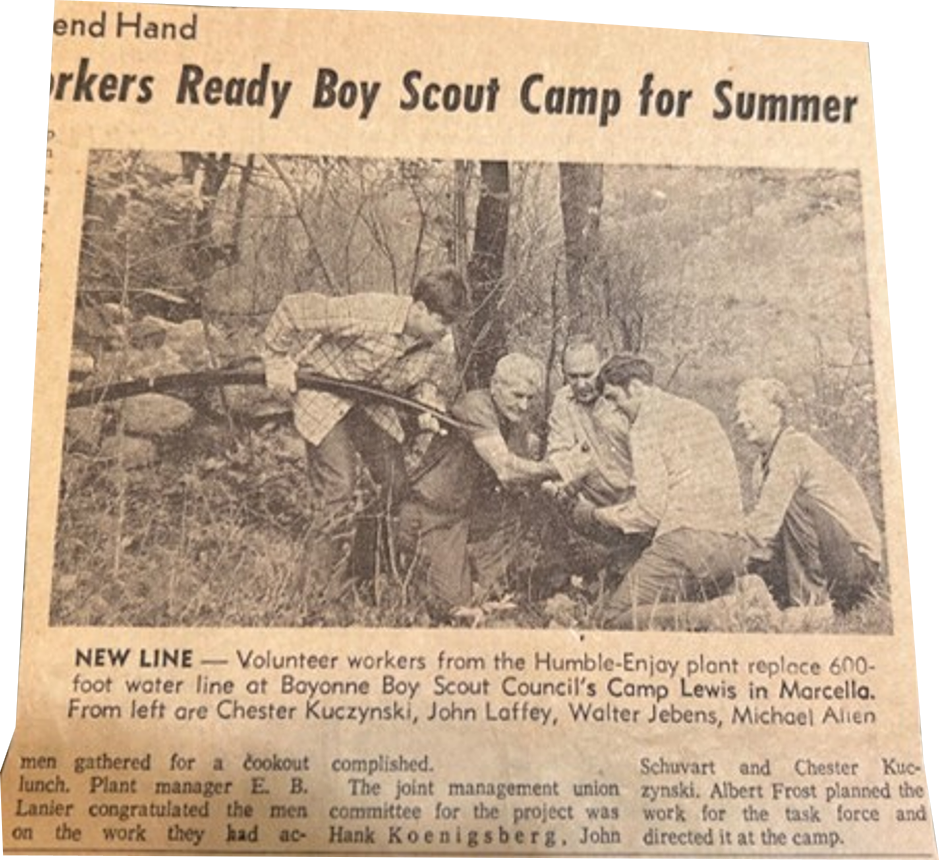 end Hand
orkers Ready Boy Scout Camp for Summer
NEW LINE — Volunteer workers from the Humble-Enjay plant replace 600-
foot water line at Bayonne Boy Scout Council's Camp Lewis in Marcella.
From left are Chester Kuczynski, John Laffey, Walter Jebens, Michael Allen
men gathered for a cookout
lunch. Plant manager E. B.
Lanier congratulated the men
on the work they had ac-
complished.
The joint management union
committee for the project was
Hank Koenigsberg, John
Schuvart and Chester Kuc-
zynski. Albert Frost planned the
work for the task force and
directed it at the camp.